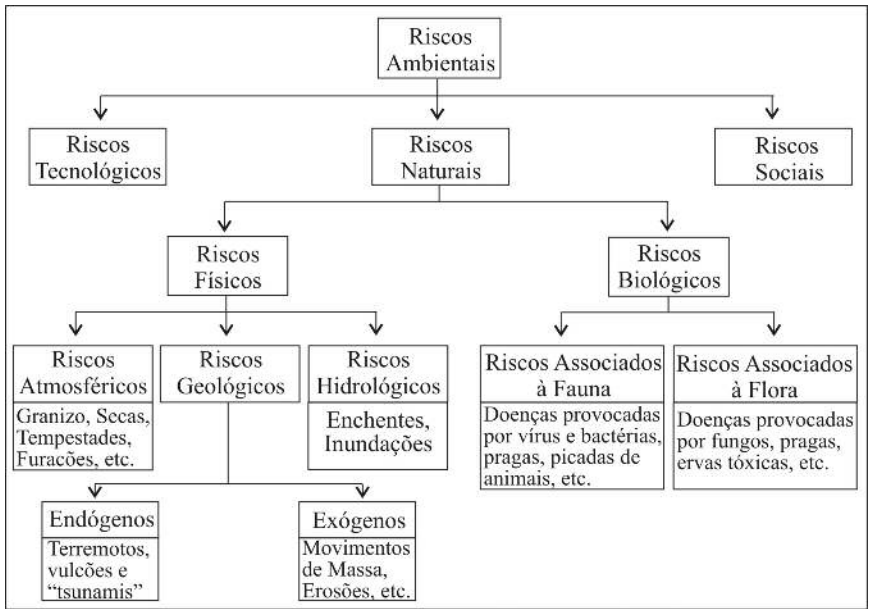 Riscos
Ambientais
Riscos
Tecnológicos
Riscos
Naturais
Riscos
Sociais
Riscos
Físicos
Riscos
Biológicos
Riscos
Atmosféricos
Granizo, Secas,
Tempestades,
Furacões, etc.
Riscos
Geológicos
Riscos
Hidrológicos
Enchentes,
Inundações
Riscos Associados
à Fauna
Doenças provocadas
por vírus e bactérias,
pragas, picadas de
animais, etc.
Riscos Associados
à Flora
Doenças provocadas
por fungos, pragas,
ervas tóxicas, etc.
Endógenos
Terremotos,
vulcões e
“tsunamis”
Exógenos
Movimentos
de Massa,
Erosões, etc.